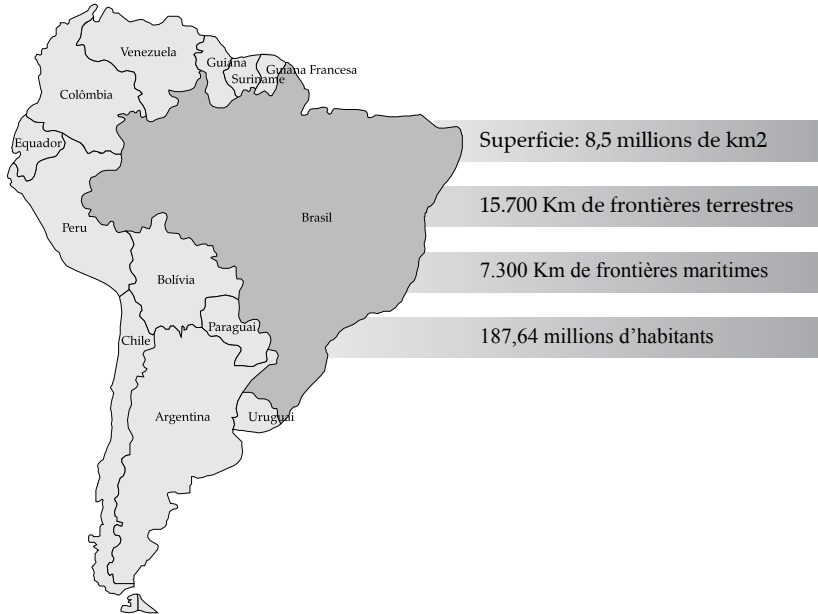 Venezuela
Guiana
Guiana Francesa
Suriname
Colômbia
Equador
Superficie: 8,5 millions de km2
15.700 Km de frontières terrestres
Brasil
Peru
7.300 Km de frontières maritimes
Bolívia
Paraguai
187,64 millions d’habitants
Chile
Argentina
Uruguai